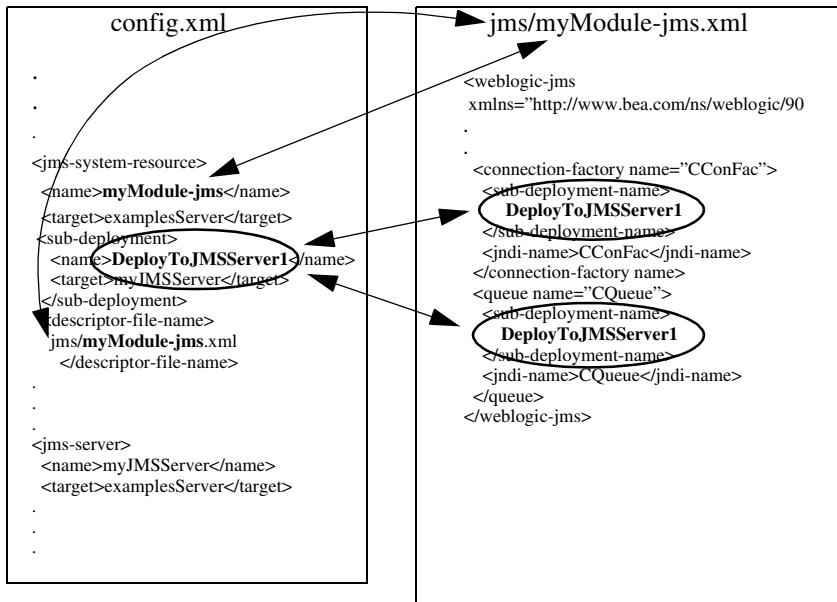 config.xml
.
.
.
<jms-system-resource>
<name>myModule-jms</name>
<target>examplesServer</target>
<sub-deployment>
<name>DeployToJMSServer1</name>
<target>myJMSServer</target>
</sub-deployment>
<descriptor-file-name>
jms/myModule-jms.xml
</descriptor-file-name>
.
.
.
<jms-server>
<name>myJMSServer</name>
<target>examplesServer</target>
.
.
.
jms/myModule-jms.xml
<weblogic-jms
xmlns=”http://www.bea.com/ns/weblogic/90
.
.
<connection-factory name=”CConFac”>
<sub-deployment-name>
DeployToJMSServer1
</sub-deployment-name>
<jndi-name>CConFac</jndi-name>
</connection-factory name>
<queue name=”CQueue”>
<sub-deployment-name>
DeployToJMSServer1
</sub-deployment-name>
<jndi-name>CQueue</jndi-name>
</queue>
</weblogic-jms>